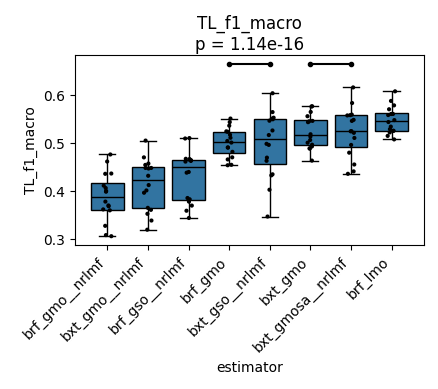 TL_f1_macro
p = 1.14e-16
TL_f1_macro
0.6
0.5
0.4
0.3
brf_gmo__nrlmf
bxt_gmo__nrlmf
brf_gso__nrlmf
brf_gmo
bxt_gso__nrlmf
bxt_gmo
bxt_gmosa__nrlmf
brf_lmo
estimator